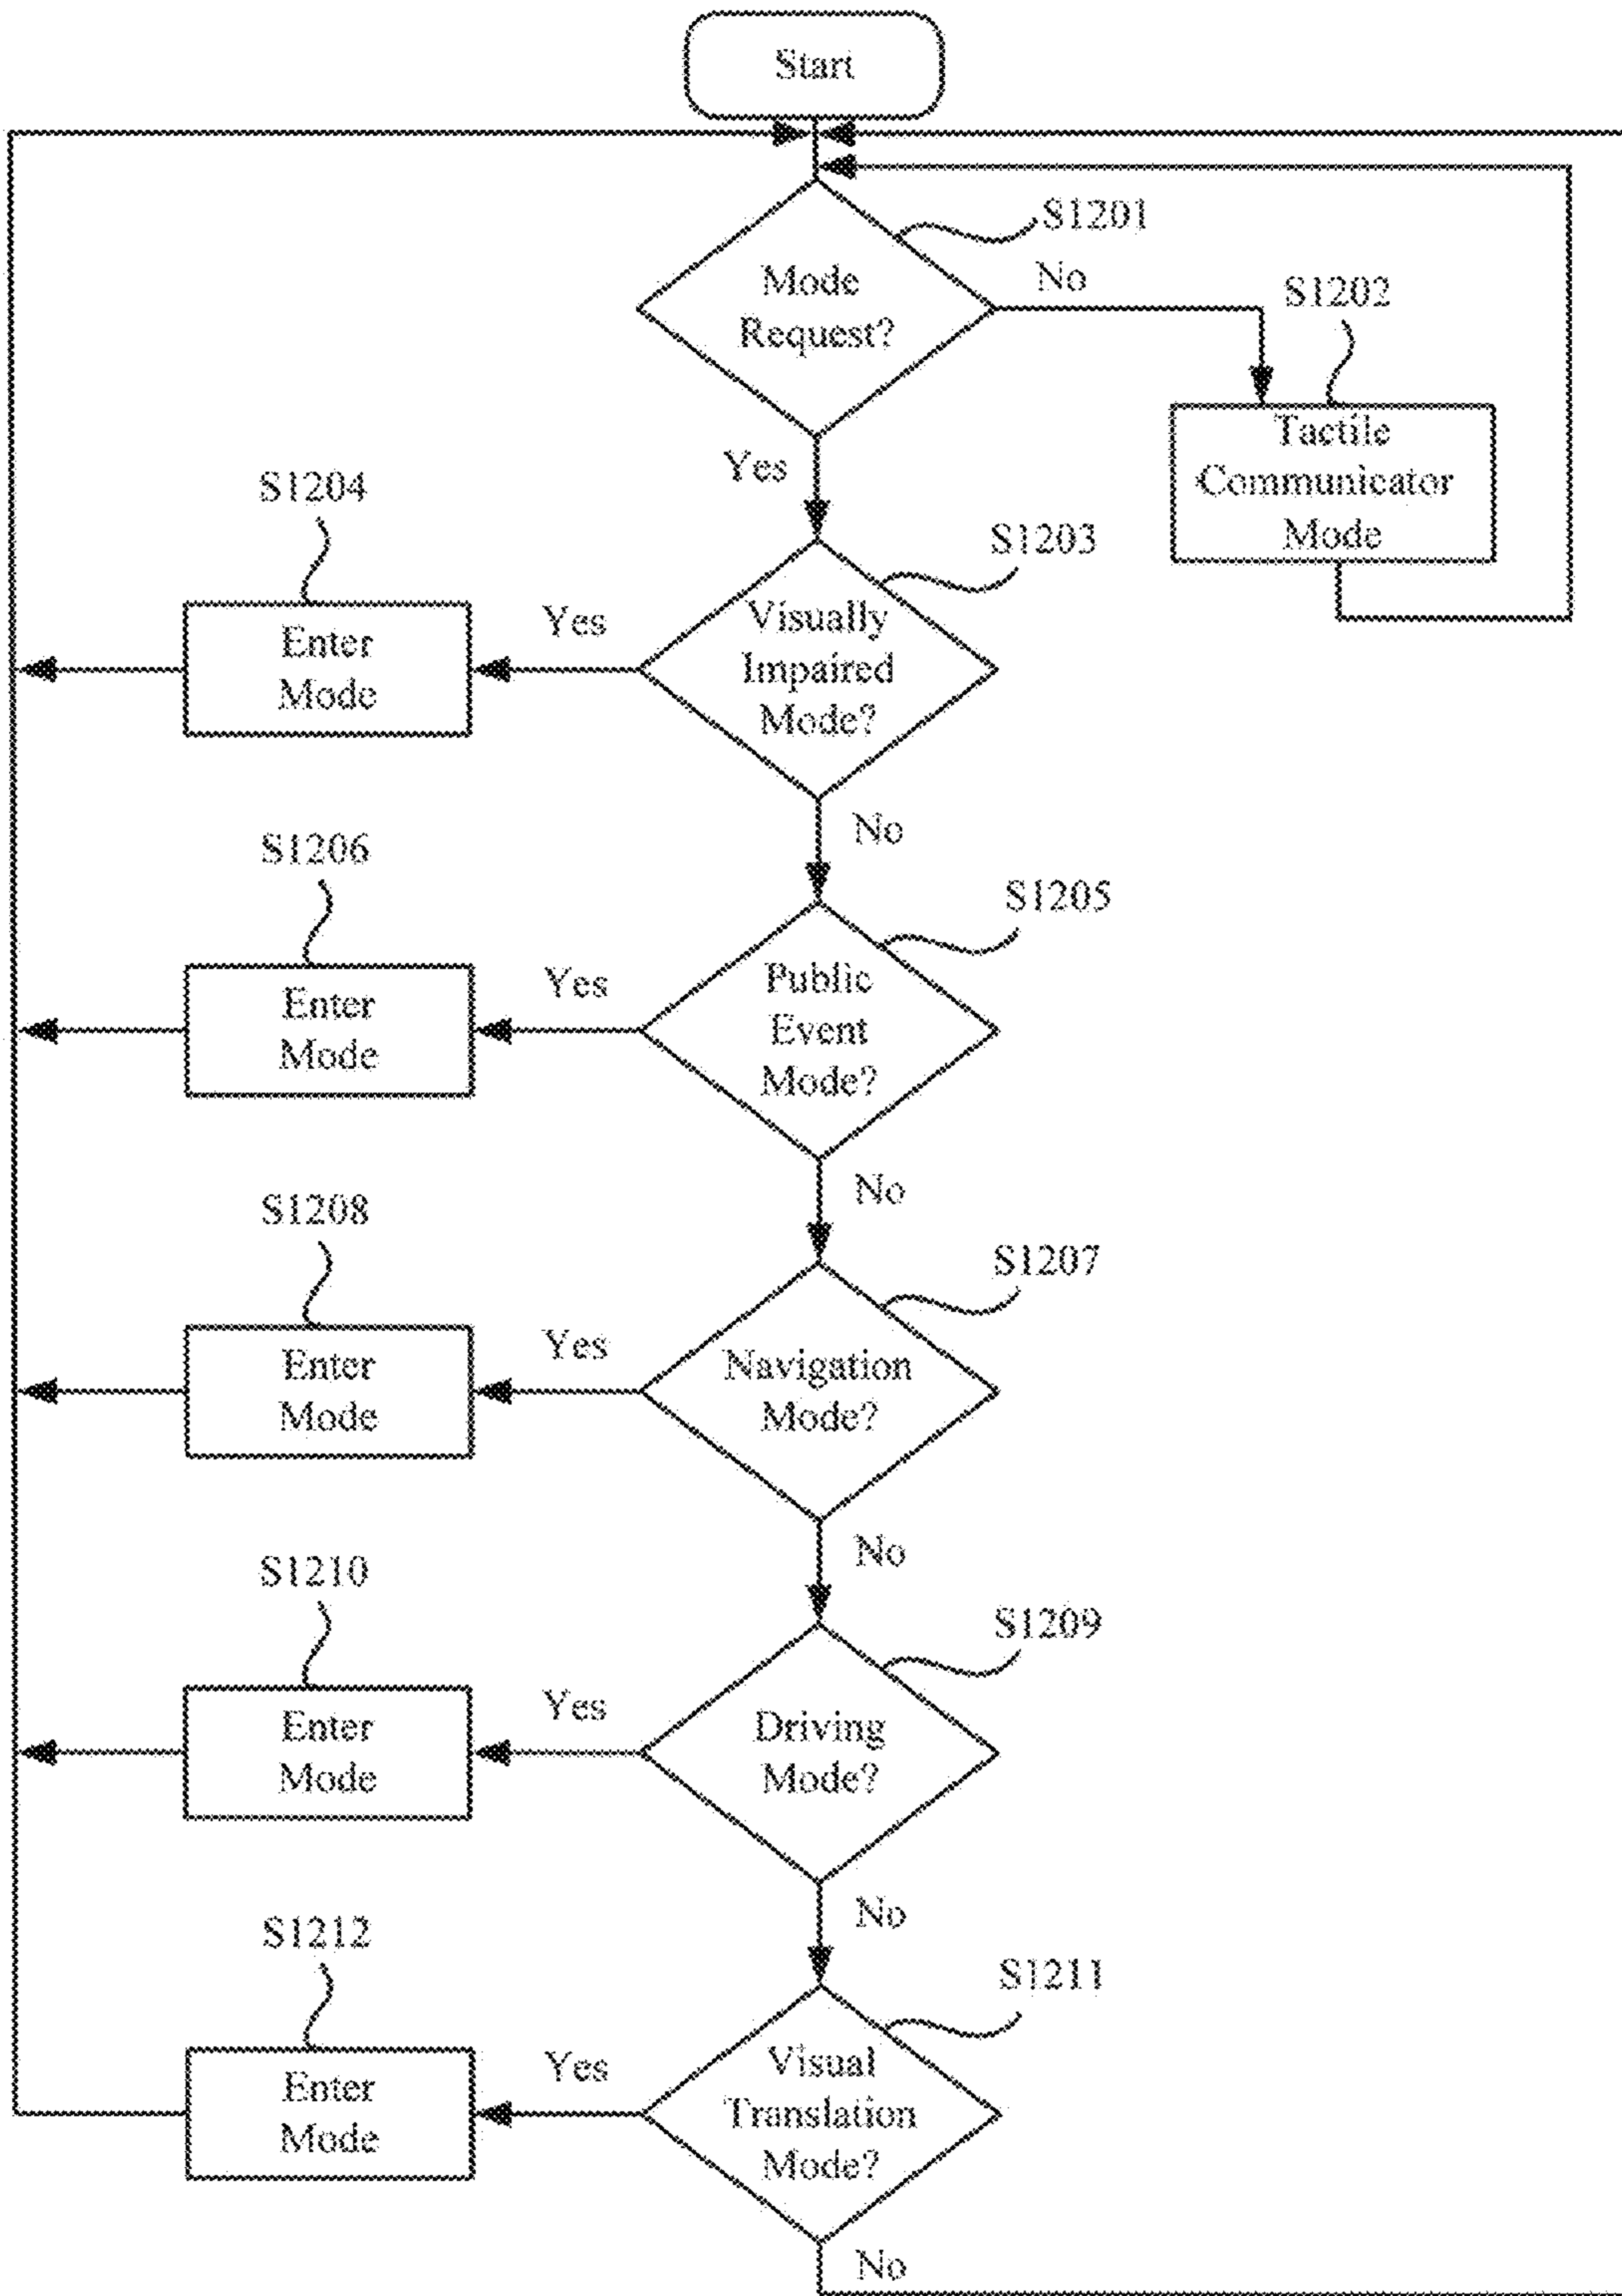 Start
S1201
Mode
Request?
No
S1202
Tactile
Communicator
Mode
Yes
S1204
S1203
Enter
Mode
Yes
Visually
Impaired
Mode?
No
S1206
S1205
Enter
Mode
Yes
Public
Event
Mode?
No
S1208
S1207
Enter
Mode
Yes
Navigation
Mode?
No
S1210
S1209
Enter
Mode
Yes
Driving
Mode?
No
S1212
S1211
Enter
Mode
Yes
Visual
Translation
Mode?
No